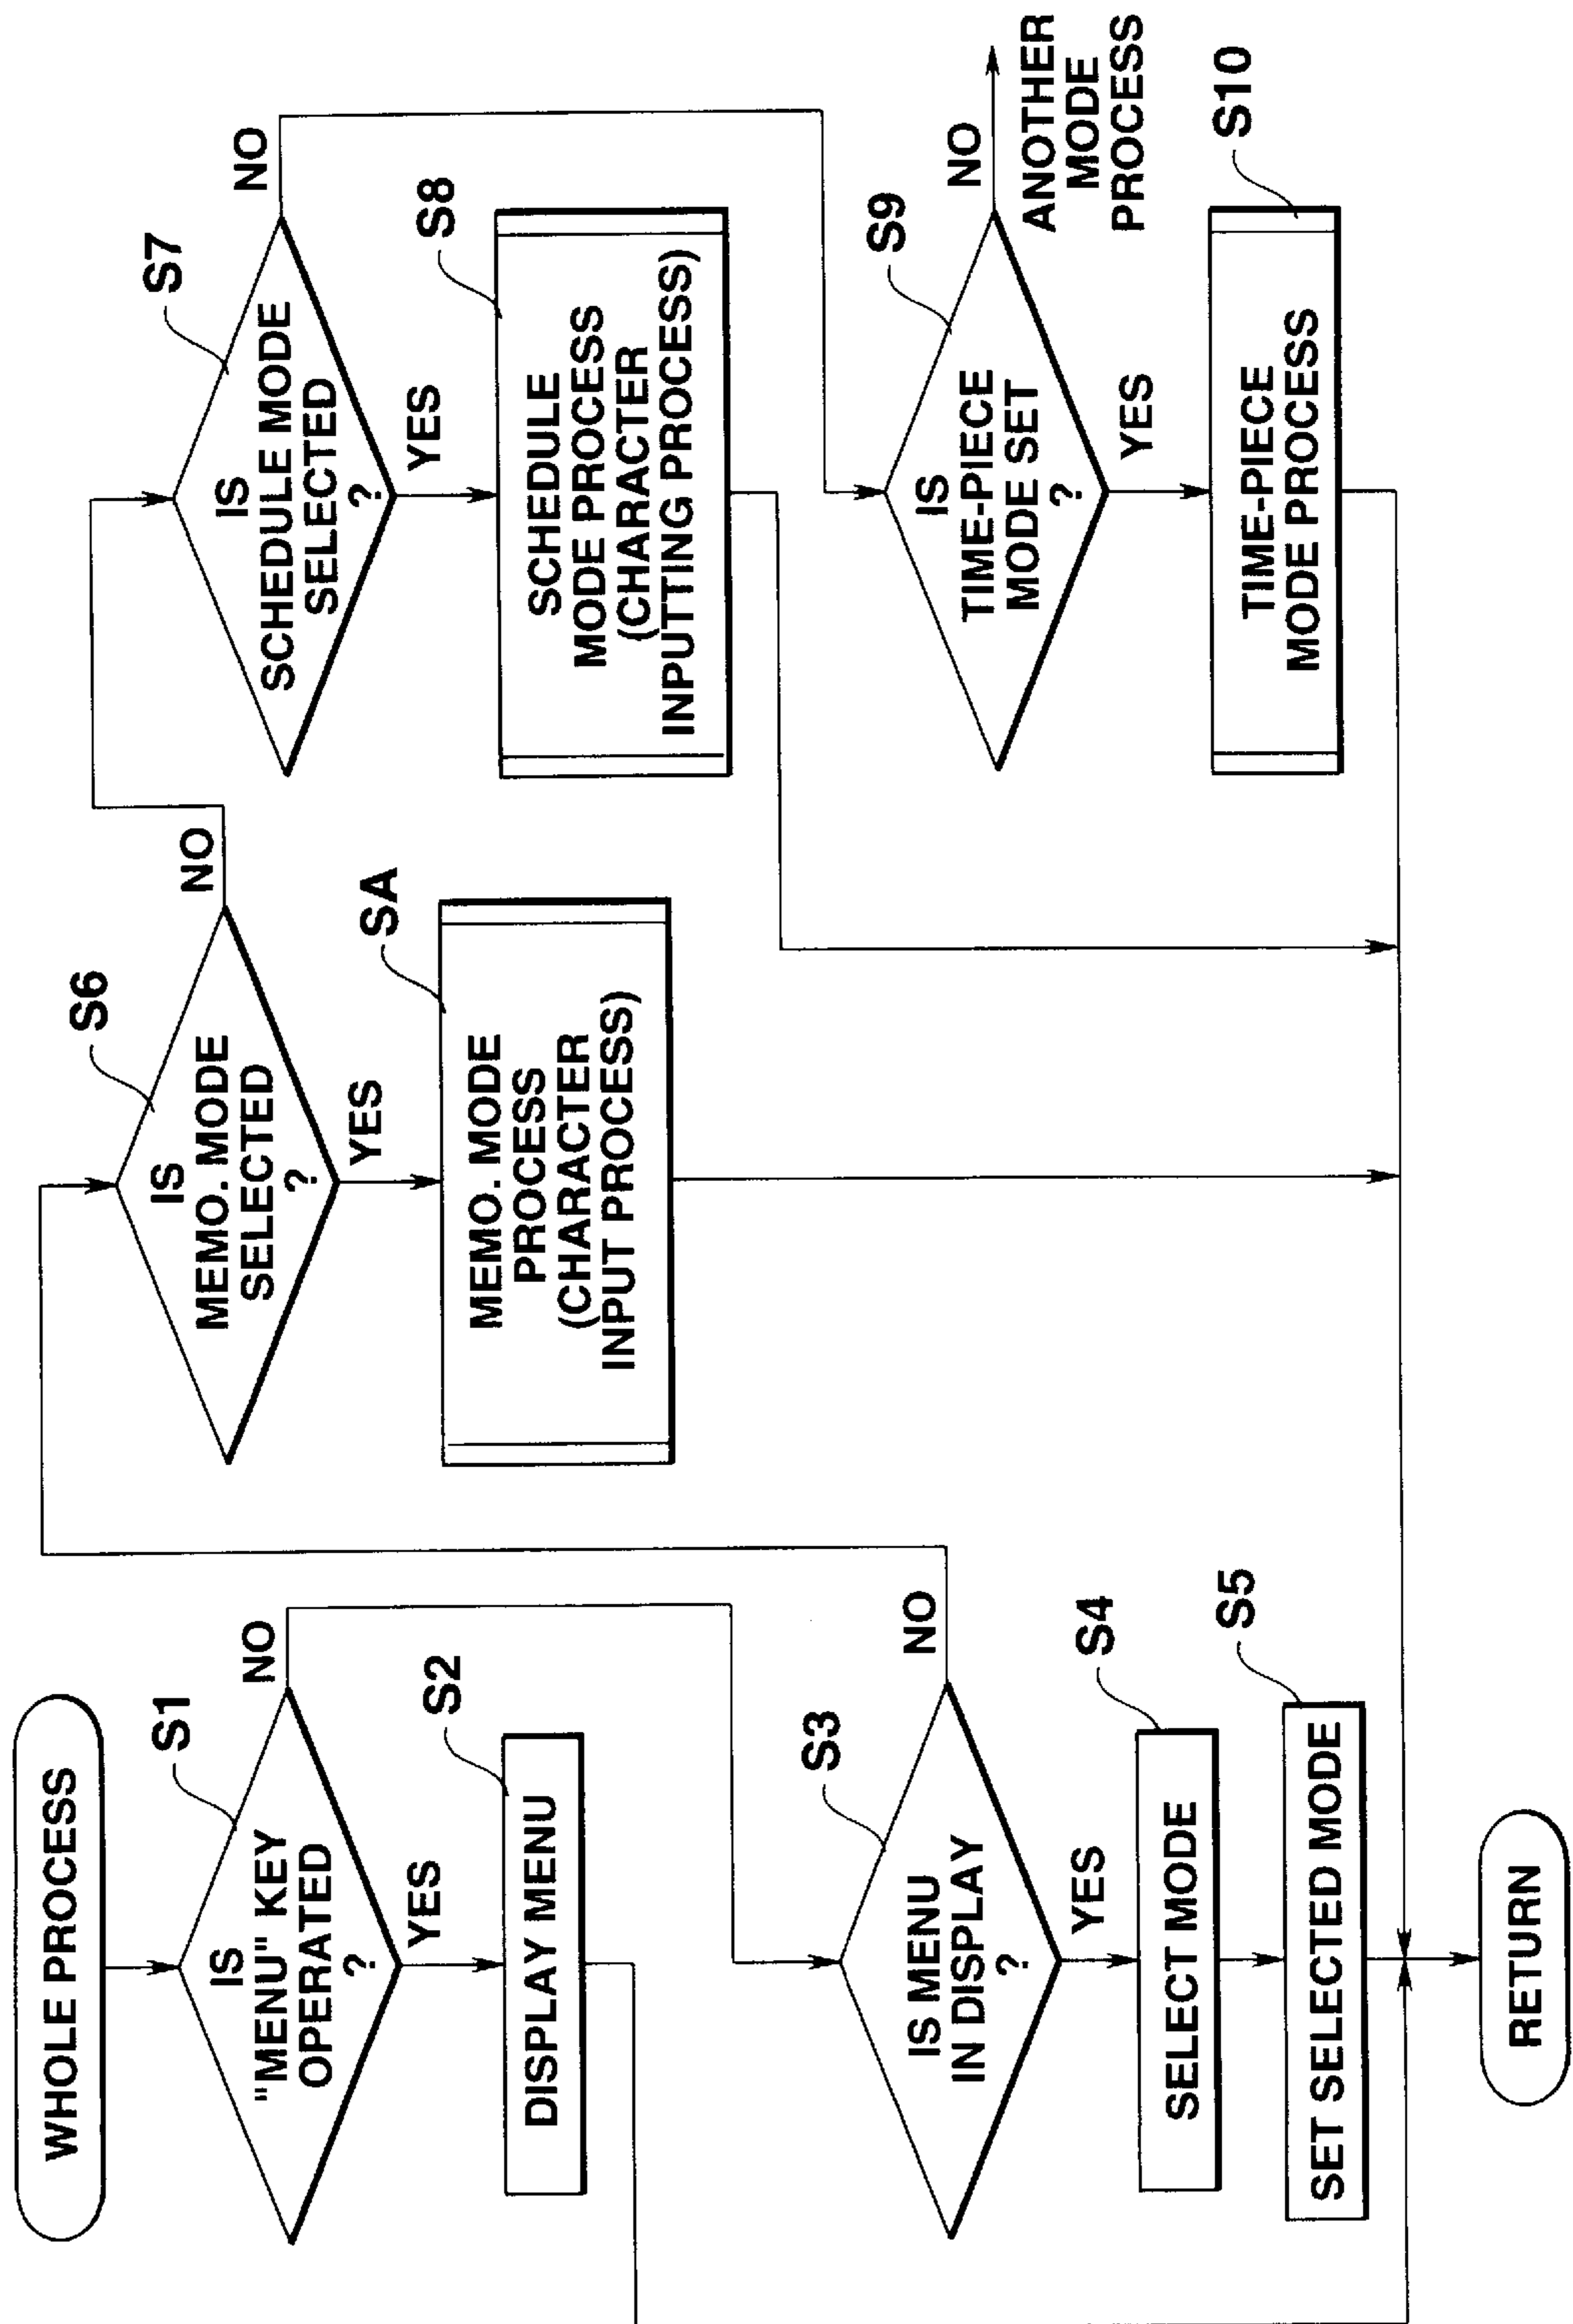 WHOLE PROCESS
S1
IS
"MENU" KEY
OPERATED
?
NO
YES
S2
DISPLAY MENU
S3
IS MENU
IN DISPLAY
?
NO
YES
S4
SELECT MODE
S5
SET SELECTED MODE
RETURN
S6
IS
MEMO. MODE
SELECTED
?
NO
YES
SA
MEMO. MODE
PROCESS
(CHARACTER
INPUT PROCESS)
S7
IS
SCHEDULE MODE
SELECTED
?
NO
YES
S8
SCHEDULE
MODE PROCESS
(CHARACTER
INPUTTING PROCESS)
S9
IS
TIME-PIECE
MODE SET
?
NO
ANOTHER
MODE
PROCESS
YES
S10
TIME-PIECE
MODE PROCESS